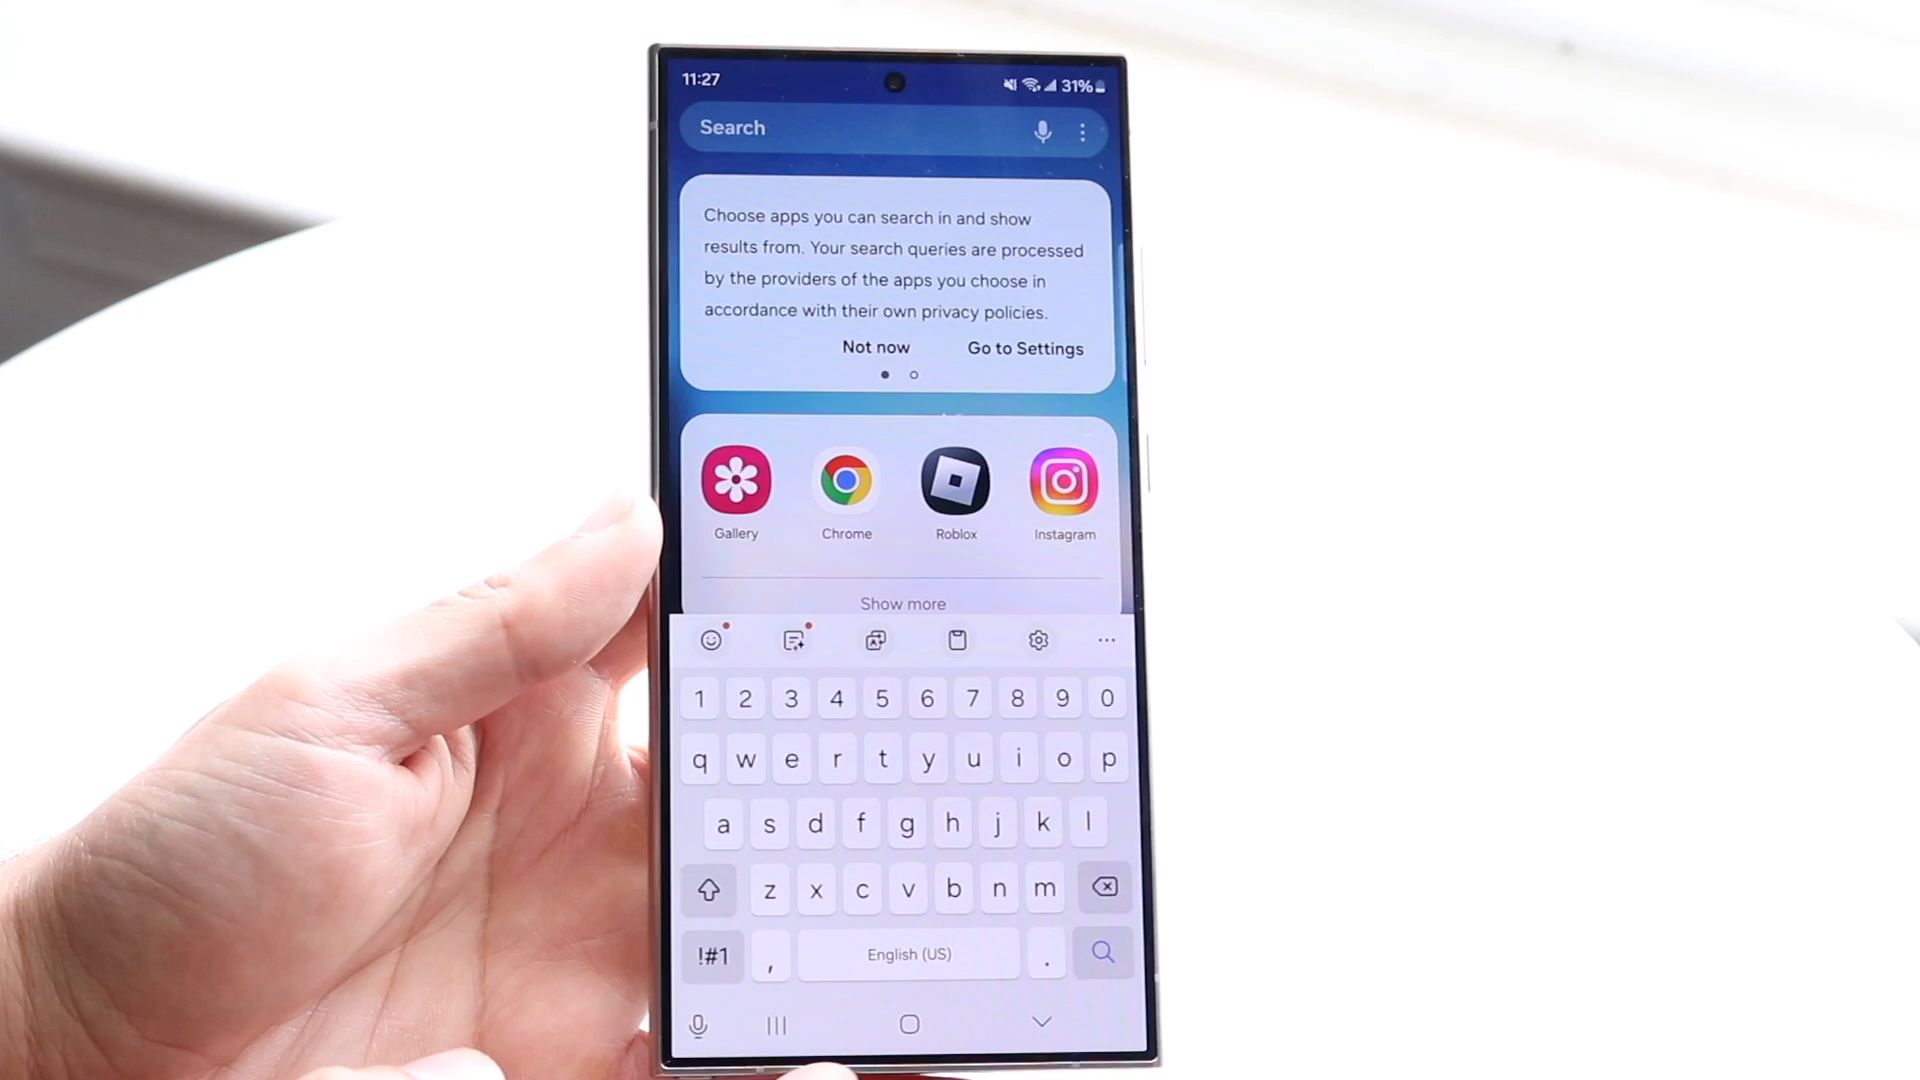 11:27 31%
Search
Choose apps you can search in and show
results from. Your search queries are processed
by the providers of the apps you choose in
accordance with their own privacy policies.
Not now Go to Settings
Gallery Chrome Roblox Instagram
Show more
1 2 3 4 5 6 7 8 9 0
q w e r t y u i o p
a s d f g h j k l
z x c v b n m
!#1 , English (US) .